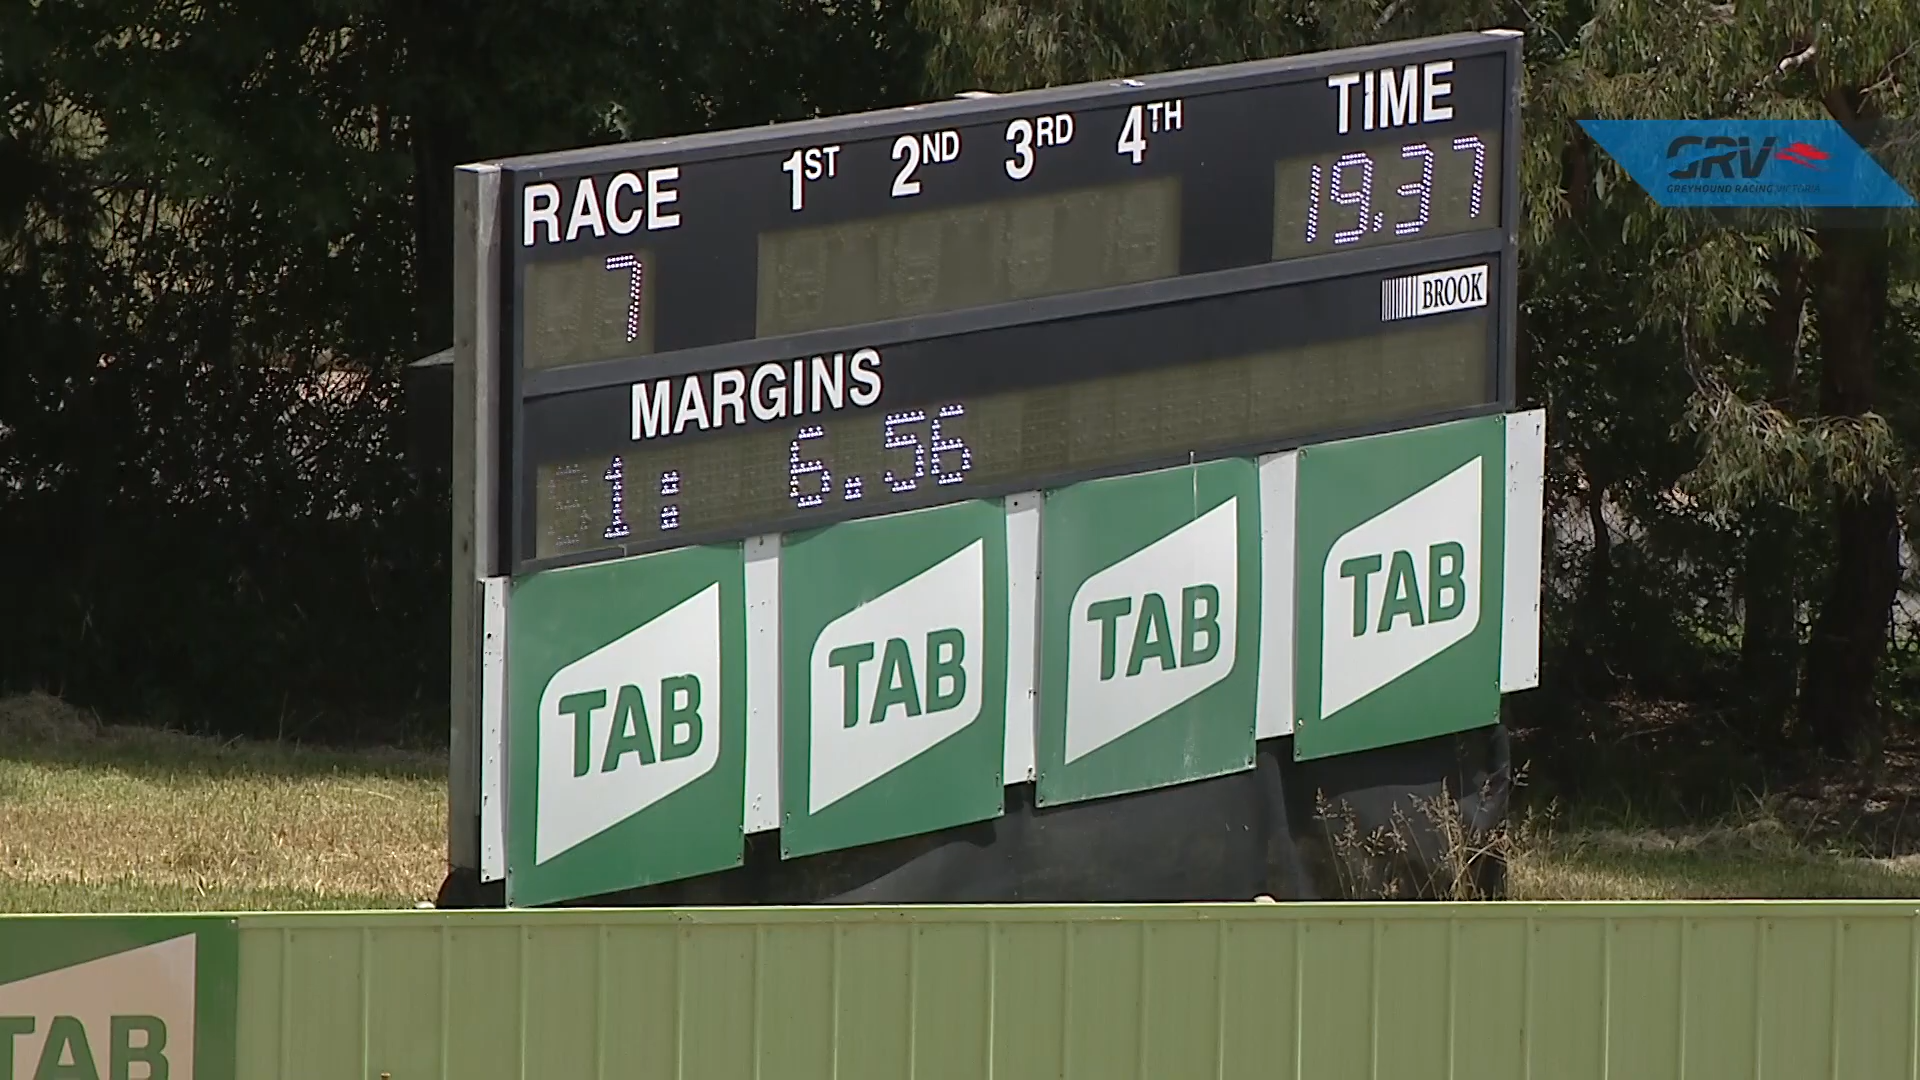 RACE 1ST 2ND 3RD 4TH TIME
7 19.37
BROOK
MARGINS
1: 6.56
TAB TAB TAB TAB
TAB
GRV
GREYHOUND RACING VICTORIA